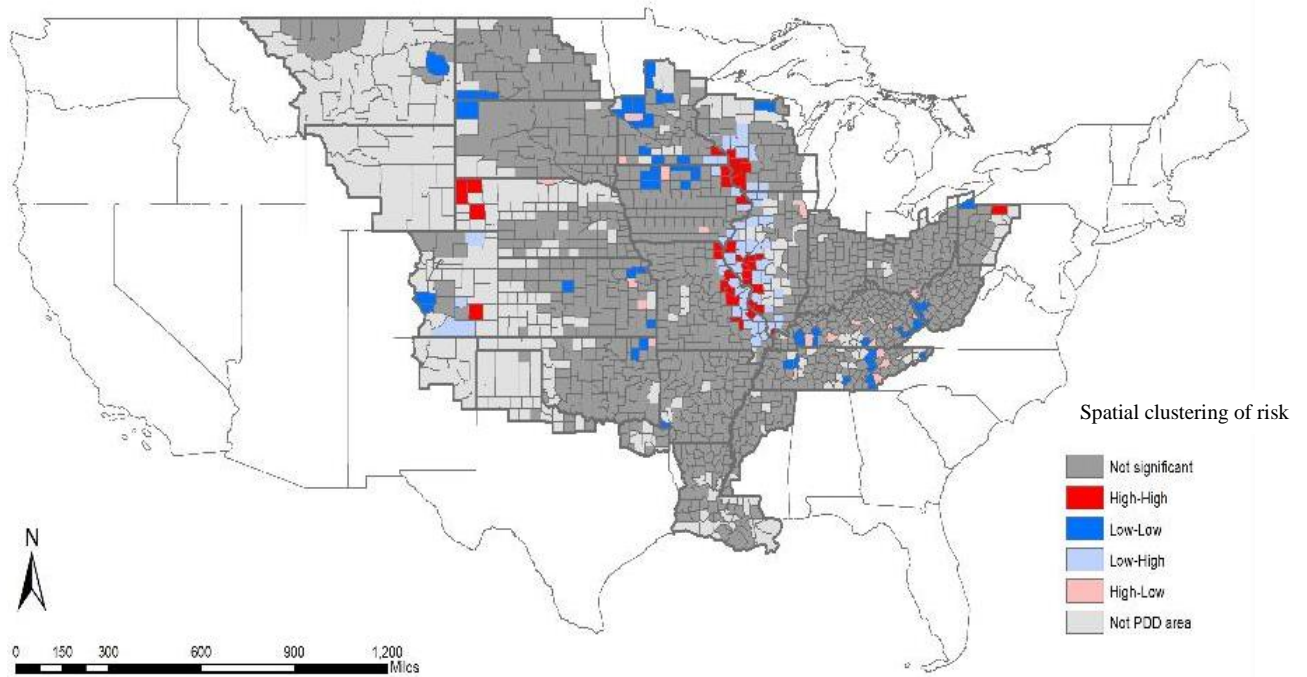 Spatial clustering of risk
Not significant
High-High
Low-Low
Low-High
High-Low
Not PDD area
N
0 150 300 600 900 1,200
Miles